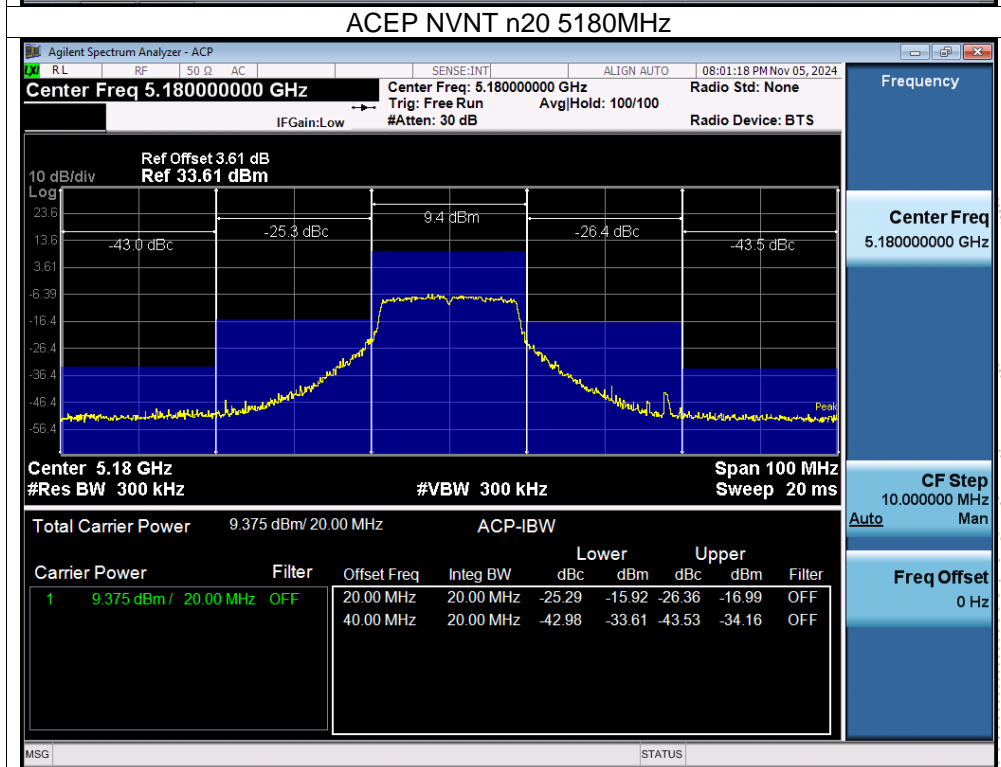 ACEP NVNT n20 5180MHz
Agilent Spectrum Analyzer - ACP
LXI RL RF 50 Ω AC SENSE:INT ALIGN AUTO 08:01:18 PM Nov 05, 2024
Center Freq 5.180000000 GHz Center Freq: 5.180000000 GHz Radio Std: None
Trig: Free Run Avg|Hold: 100/100
IFGain:Low #Atten: 30 dB Radio Device: BTS
Ref Offset 3.61 dB
10 dB/div Ref 33.61 dBm
Log
23.6
13.6
3.61
-6.39
-16.4
-26.4
-36.4
-46.4
-56.4
-43.0 dBc
-25.3 dBc
9.4 dBm
-26.4 dBc
-43.5 dBc
Peak
Center 5.18 GHz Span 100 MHz
#Res BW 300 kHz #VBW 300 kHz Sweep 20 ms
Total Carrier Power 9.375 dBm/ 20.00 MHz ACP-IBW
Lower Upper
Carrier Power Filter Offset Freq Integ BW dBc dBm dBc dBm Filter
1 9.375 dBm / 20.00 MHz OFF 20.00 MHz 20.00 MHz -25.29 -15.92 -26.36 -16.99 OFF
40.00 MHz 20.00 MHz -42.98 -33.61 -43.53 -34.16 OFF
MSG STATUS
Frequency
Center Freq
5.180000000 GHz
CF Step
10.000000 MHz
Auto Man
Freq Offset
0 Hz